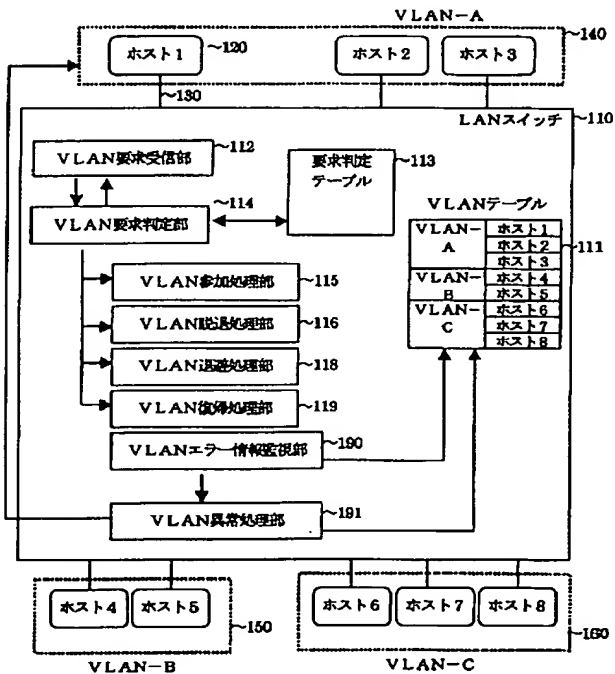 VLAN-A
ホスト1
120
ホスト2
ホスト3
140
130
110
LANスイッチ
VLAN要求受信部
112
要求判定
テーブル
113
114
VLAN要求判定部
VLANテーブル
VLAN-
A
ホスト1
ホスト2
ホスト3
111
VLAN-
B
ホスト4
ホスト5
VLAN-
C
ホスト6
ホスト7
ホスト8
VLAN参加処理部
115
VLAN脱退処理部
116
VLAN退避処理部
118
VLAN復帰処理部
119
VLANエラー情報監視部
190
VLAN異常処理部
191
ホスト4
ホスト5
150
VLAN-B
ホスト6
ホスト7
ホスト8
160
VLAN-C